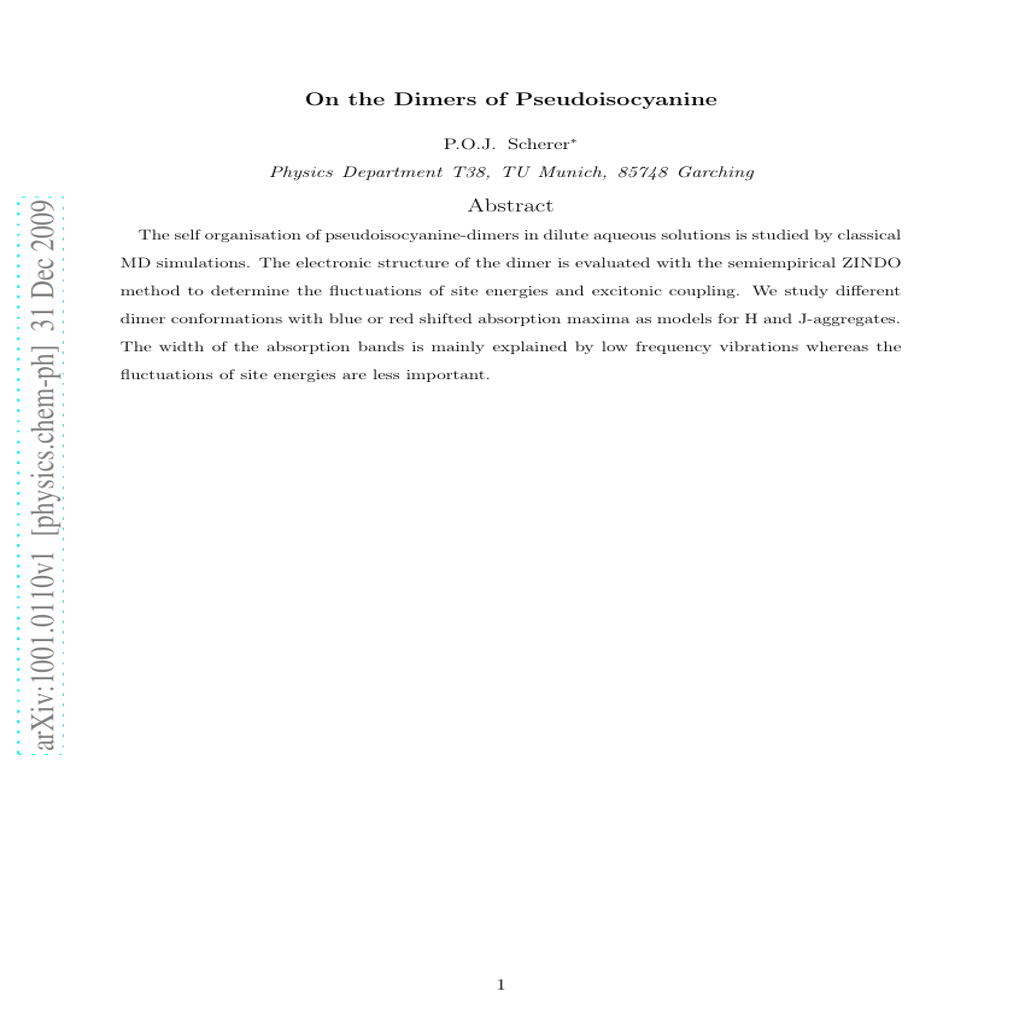 On the Dimers of Pseudoisocyanine
P.O.J. Scherer*
Physics Department T38, TU Munich, 85748 Garching
Abstract
The self organisation of pseudoisocyanine-dimers in dilute aqueous solutions is studied by classical
MD simulations. The electronic structure of the dimer is evaluated with the semiempirical ZINDO
method to determine the fluctuations of site energies and excitonic coupling. We study different
dimer conformations with blue or red shifted absorption maxima as models for H and J-aggregates.
The width of the absorption bands is mainly explained by low frequency vibrations whereas the
fluctuations of site energies are less important.
arXiv:1001.0110v1 [physics.chem-ph] 31 Dec 2009
1